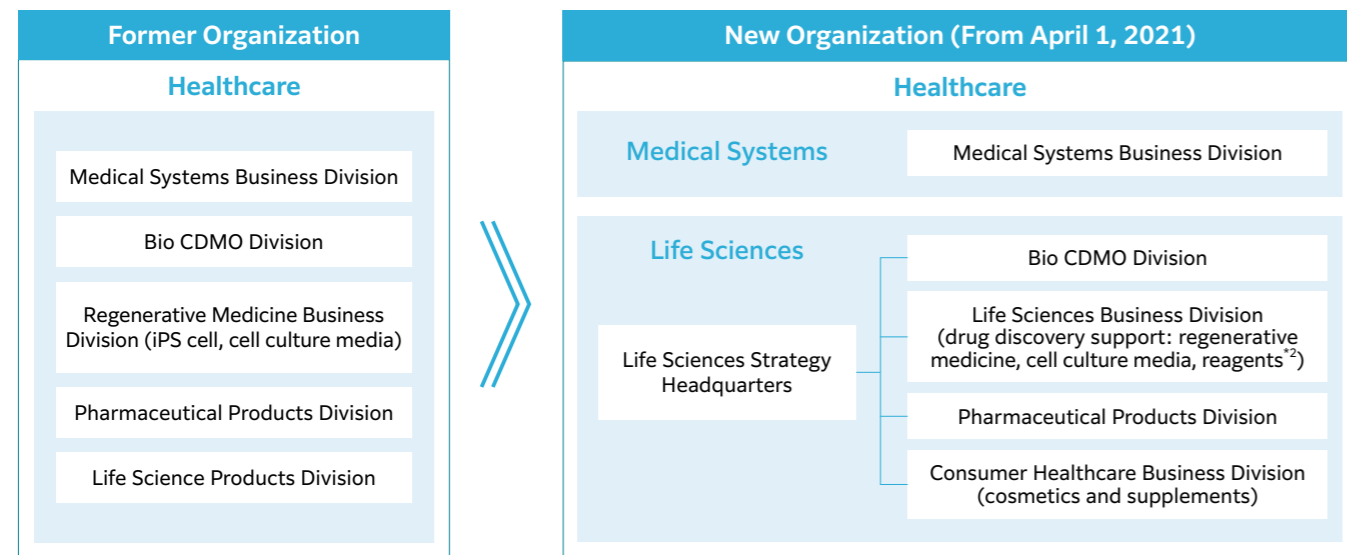 Former Organization
Healthcare
Medical Systems Business Division
Bio CDMO Division
Regenerative Medicine Business
Division (iPS cell, cell culture media)
Pharmaceutical Products Division
Life Science Products Division
New Organization (From April 1, 2021)
Healthcare
Medical Systems
Medical Systems Business Division
Life Sciences
Life Sciences Strategy
Headquarters
Bio CDMO Division
Life Sciences Business Division
(drug discovery support: regenerative
medicine, cell culture media, reagents*2)
Pharmaceutical Products Division
Consumer Healthcare Business Division
(cosmetics and supplements)